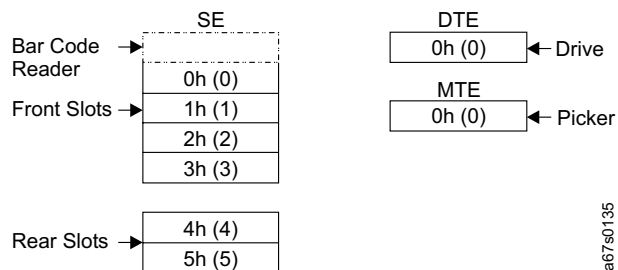 SE
Bar Code
Reader
0h (0)
Front Slots
1h (1)
2h (2)
3h (3)
Rear Slots
4h (4)
5h (5)
DTE
0h (0)
Drive
MTE
0h (0)
Picker
a67s0135